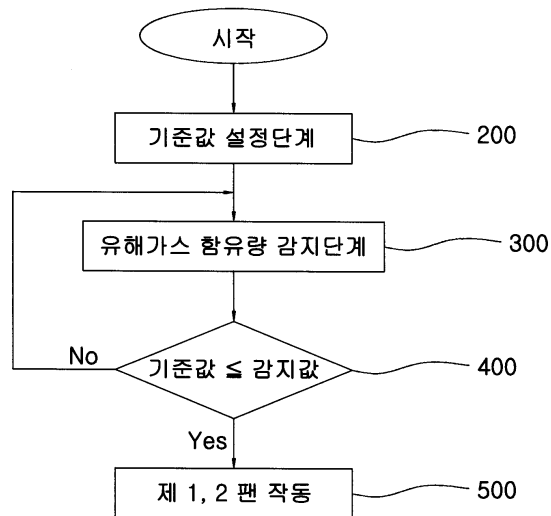 시작
기준값 설정단계
200
유해가스 함유량 감지단계
300
No
기준값 ≦ 감지값
400
Yes
제 1, 2 팬 작동
500